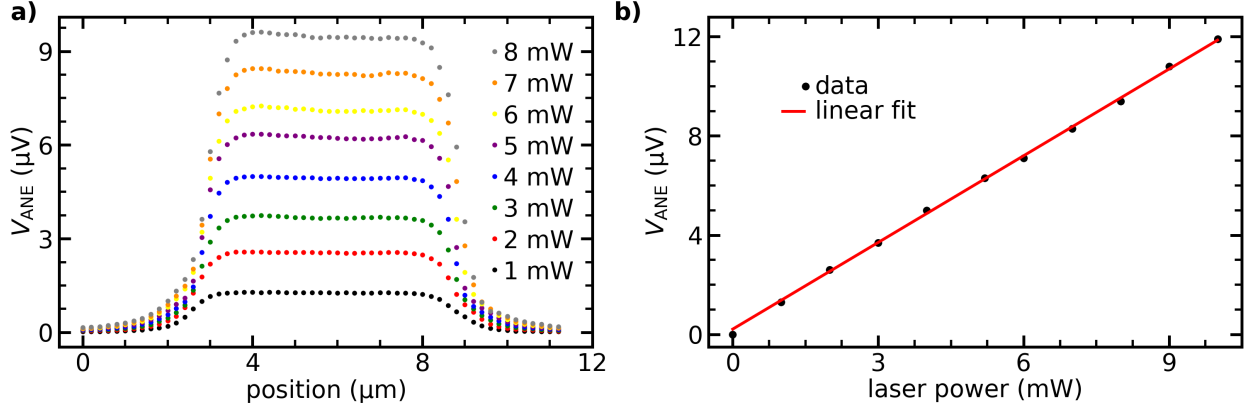 a)
9
6
3
0
V_ANE (µV)
8 mW
7 mW
6 mW
5 mW
4 mW
3 mW
2 mW
1 mW
0 4 8 12
position (µm)
b)
12
8
4
0
V_ANE (µV)
data
linear fit
0 3 6 9
laser power (mW)